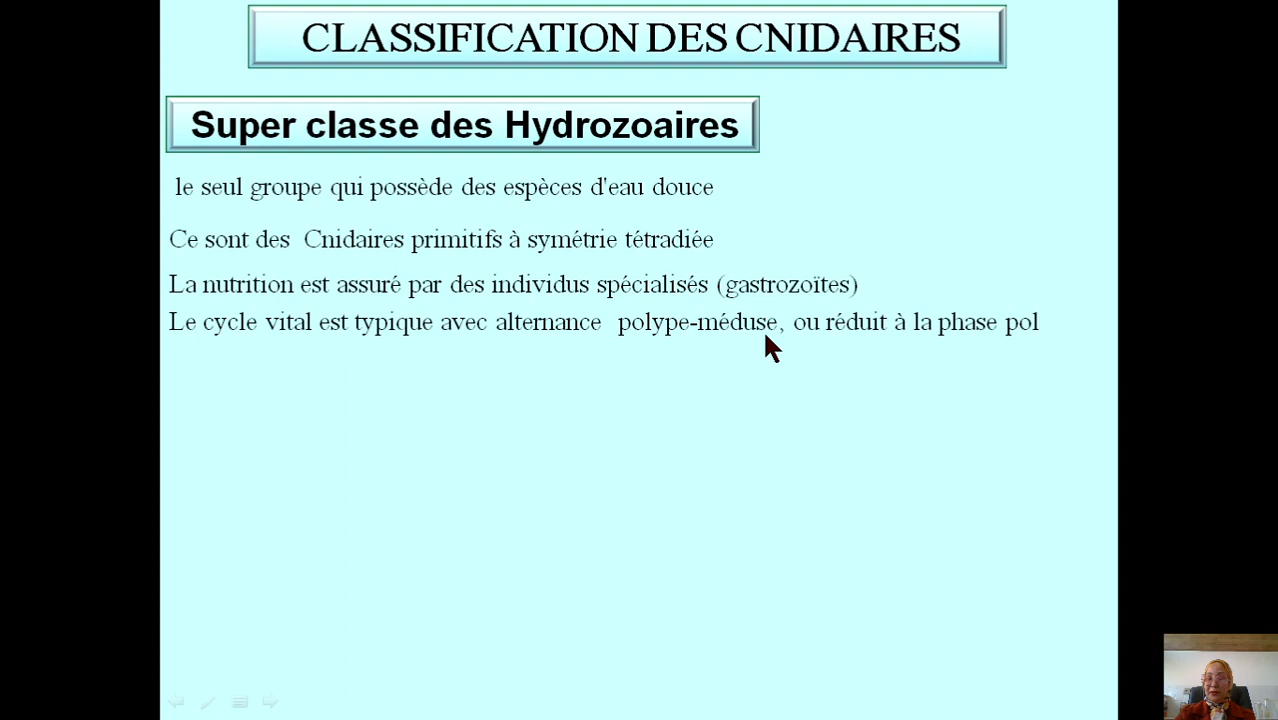 CLASSIFICATION DES CNIDAIRES
Super classe des Hydrozoaires
le seul groupe qui possède des espèces d'eau douce
Ce sont des Cnidaires primitifs à symétrie tétradiée
La nutrition est assuré par des individus spécialisés (gastrozoïtes)
Le cycle vital est typique avec alternance polype-méduse, ou réduit à la phase pol